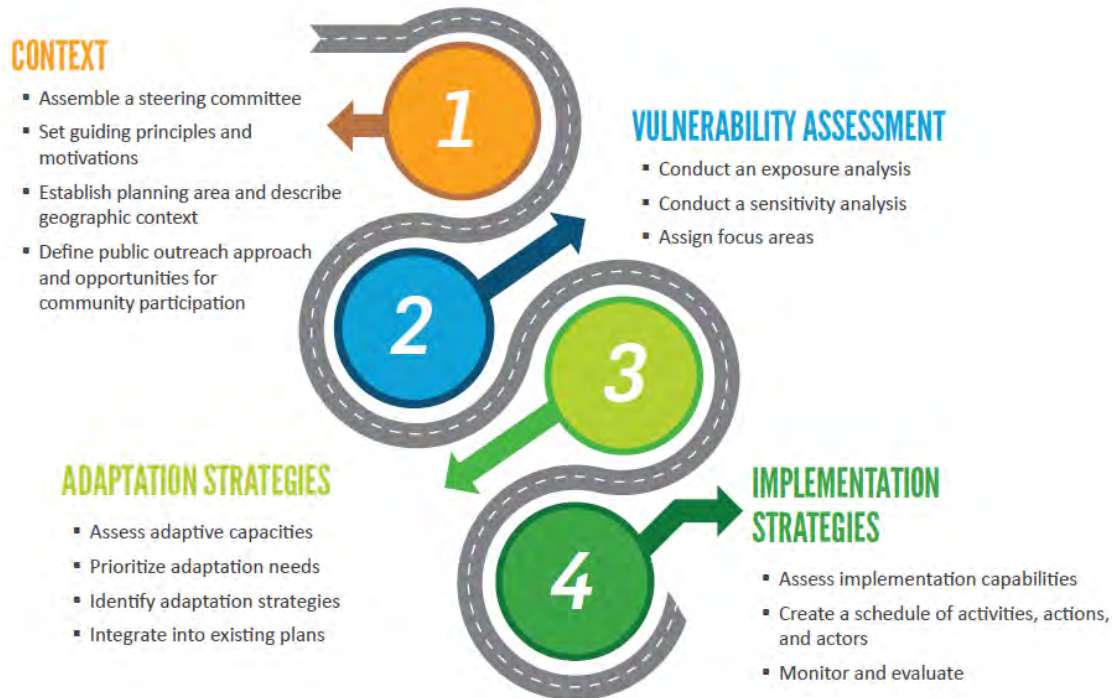 CONTEXT
▪ Assemble a steering committee
▪ Set guiding principles and
motivations
▪ Establish planning area and describe
geographic context
▪ Define public outreach approach
and opportunities for
community participation
1
VULNERABILITY ASSESSMENT
▪ Conduct an exposure analysis
▪ Conduct a sensitivity analysis
▪ Assign focus areas
2
3
ADAPTATION STRATEGIES
▪ Assess adaptive capacities
▪ Prioritize adaptation needs
▪ Identify adaptation strategies
▪ Integrate into existing plans
4
IMPLEMENTATION
STRATEGIES
▪ Assess implementation capabilities
▪ Create a schedule of activities, actions,
and actors
▪ Monitor and evaluate